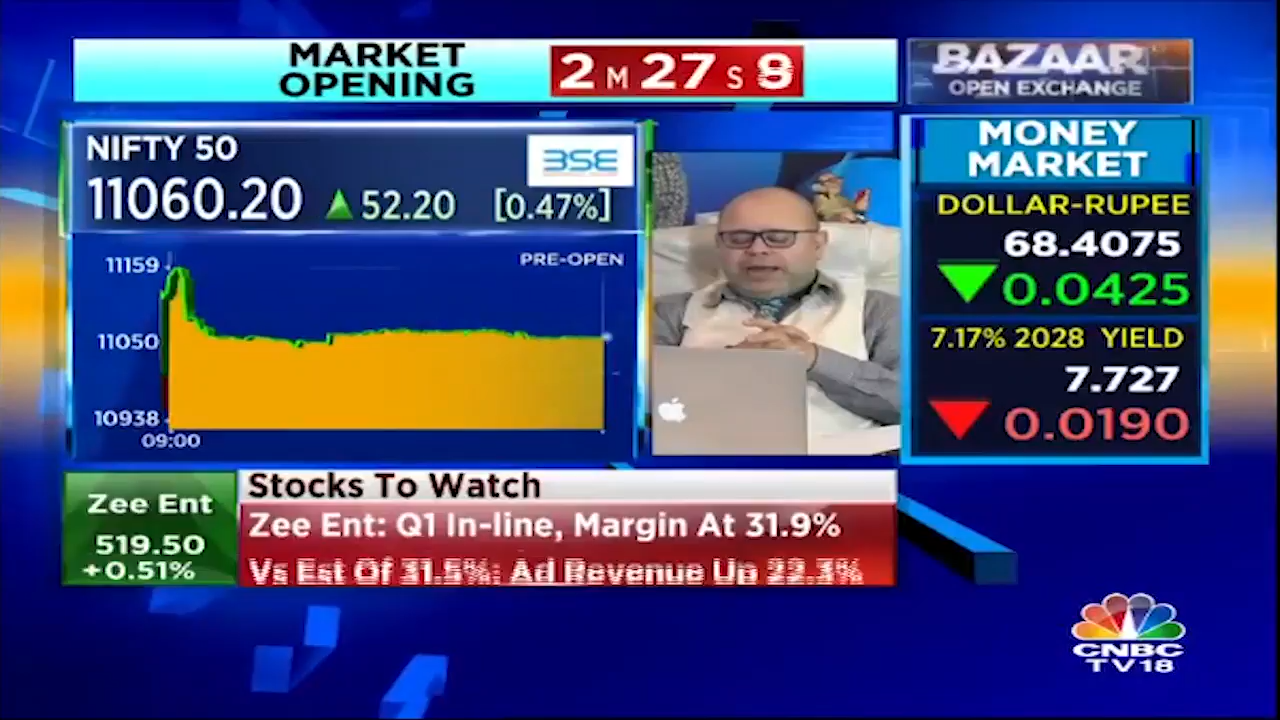 MARKET
OPENING
2 M 27 S
BAZAAR
OPEN EXCHANGE
NIFTY 50
BSE
11060.20 ▲ 52.20 [0.47%]
PRE-OPEN
11159
11050
10938
09:00
MONEY
MARKET
DOLLAR-RUPEE
68.4075
▼ 0.0425
7.17% 2028 YIELD
7.727
▼ 0.0190
Zee Ent
519.50
+0.51%
Stocks To Watch
Zee Ent: Q1 In-line, Margin At 31.9%
Vs Est Of 31.5%; Ad Revenue Up 22.3%
CNBC
TV18